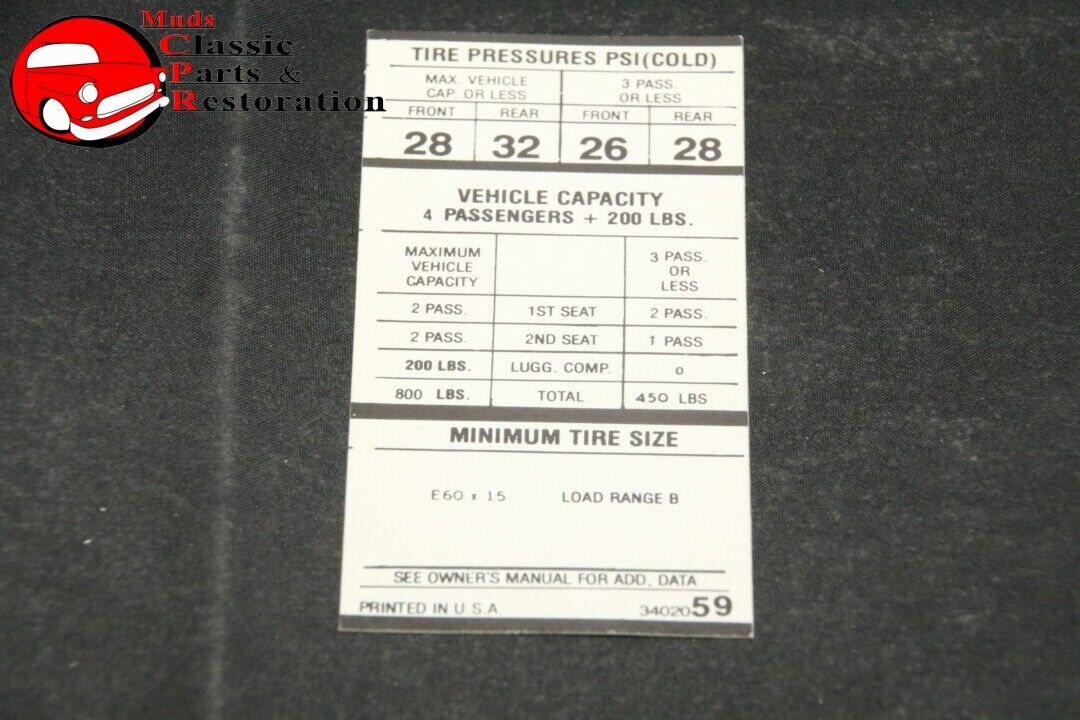 Muds
Classic
Parts &
Restoration
TIRE PRESSURES PSI(COLD)
MAX. VEHICLE CAP. OR LESS 3 PASS. OR LESS
FRONT REAR FRONT REAR
28 32 26 28
VEHICLE CAPACITY
4 PASSENGERS + 200 LBS.
MAXIMUM VEHICLE CAPACITY 3 PASS. OR LESS
2 PASS. 1ST SEAT 2 PASS.
2 PASS. 2ND SEAT 1 PASS
200 LBS. LUGG. COMP. 0
800 LBS. TOTAL 450 LBS
MINIMUM TIRE SIZE
E60 x 15 LOAD RANGE B
SEE OWNER'S MANUAL FOR ADD. DATA
PRINTED IN U.S.A 3402059